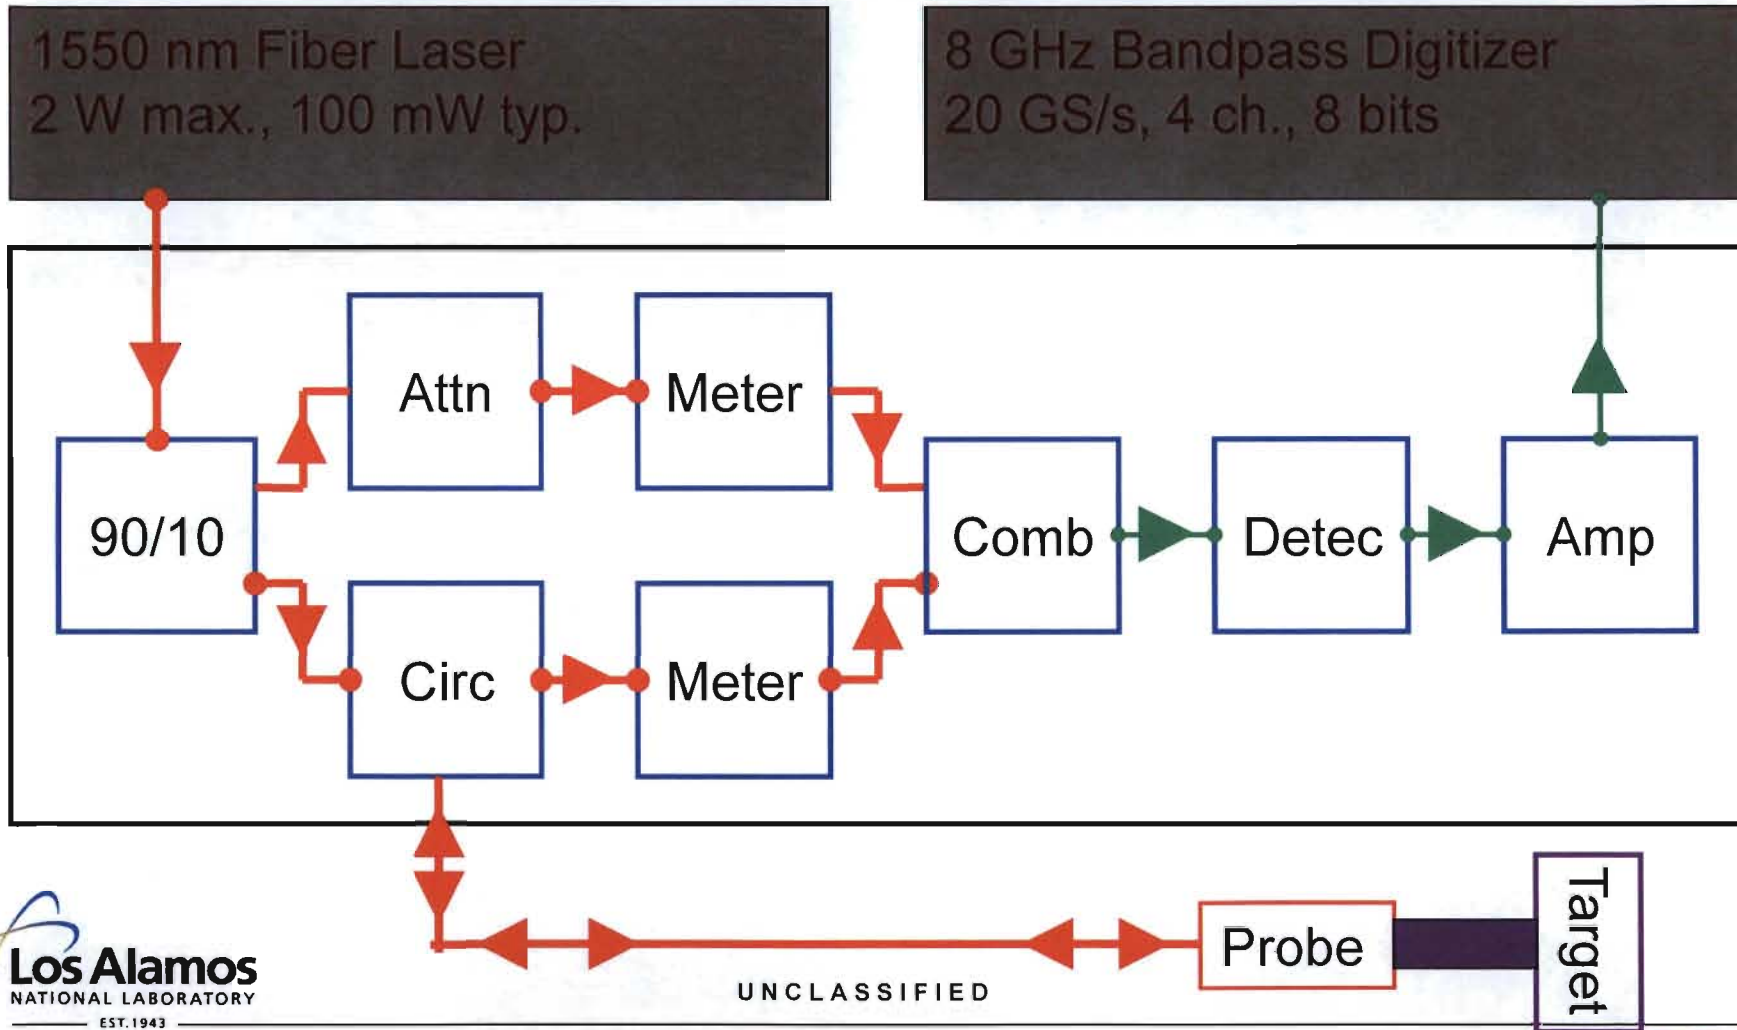 1550 nm Fiber Laser
2 W max., 100 mW typ.
8 GHz Bandpass Digitizer
20 GS/s, 4 ch., 8 bits
Attn
Meter
90/10
Comb
Detec
Amp
Circ
Meter
Probe
Target
Los Alamos
NATIONAL LABORATORY
EST.1943
UNCLASSIFIED